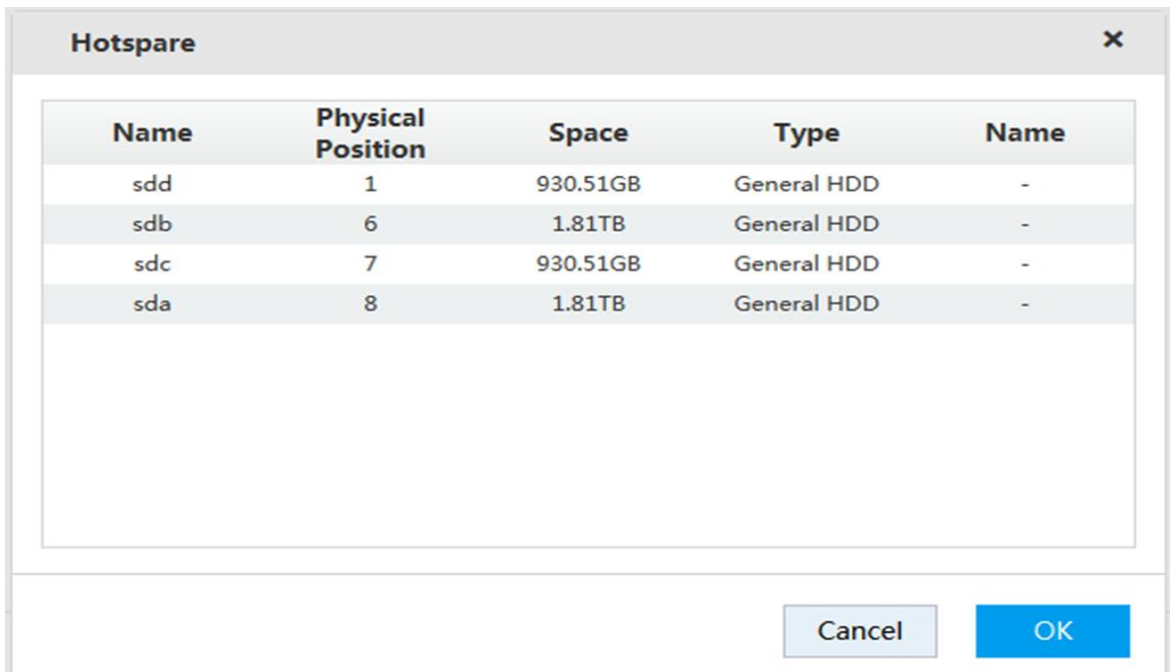 Hotspare ×
Name Physical Position Space Type Name
sdd 1 930.51GB General HDD -
sdb 6 1.81TB General HDD -
sdc 7 930.51GB General HDD -
sda 8 1.81TB General HDD -
Cancel OK